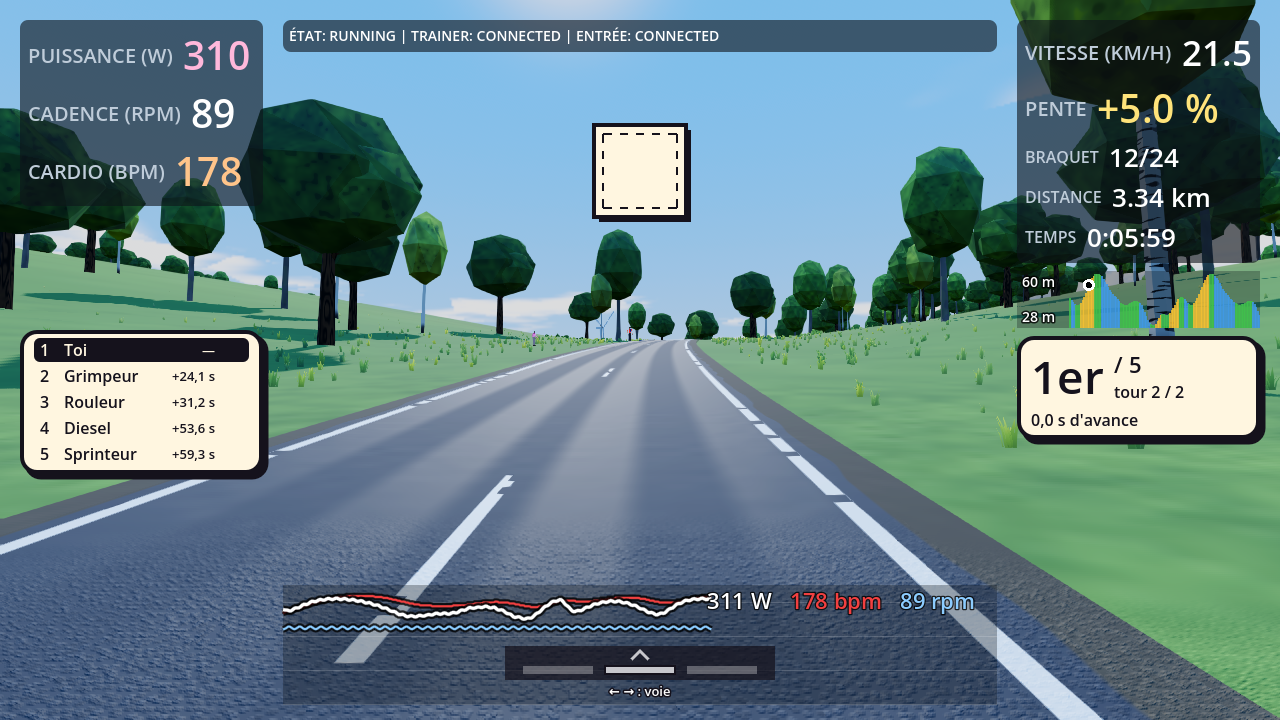 PUISSANCE (W) 310
CADENCE (RPM) 89
CARDIO (BPM) 178
ÉTAT: RUNNING | TRAINER: CONNECTED | ENTRÉE: CONNECTED
VITESSE (KM/H) 21.5
PENTE +5.0 %
BRAQUET 12/24
DISTANCE 3.34 km
TEMPS 0:05:59
60 m
28 m
1 Toi —
2 Grimpeur +24,1 s
3 Rouleur +31,2 s
4 Diesel +53,6 s
5 Sprinteur +59,3 s
1er / 5
tour 2 / 2
0,0 s d'avance
311 W 178 bpm 89 rpm
← → : voie